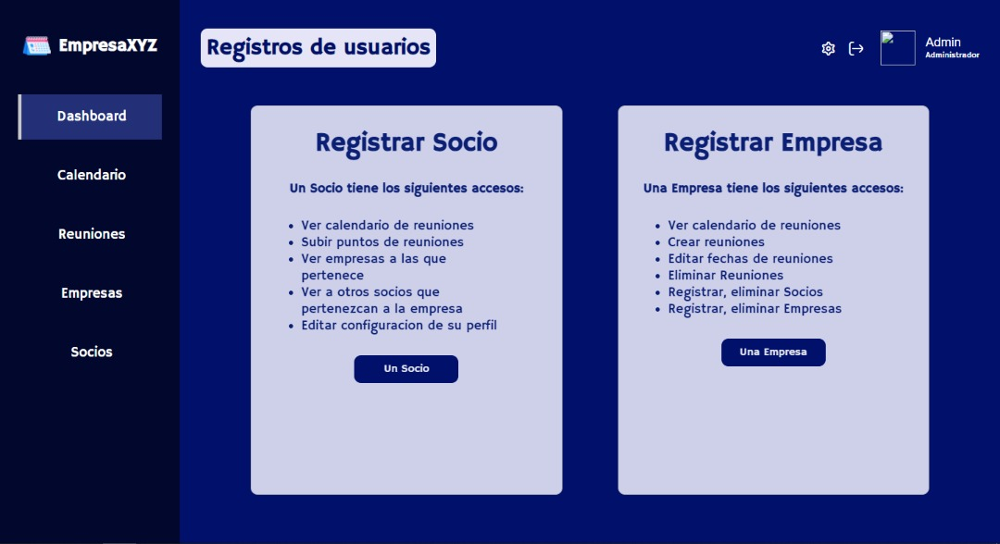 EmpresaXYZ
Dashboard
Calendario
Reuniones
Empresas
Socios
Registros de usuarios
Admin
Administrador
Registrar Socio
Un Socio tiene los siguientes accesos:
• Ver calendario de reuniones
• Subir puntos de reuniones
• Ver empresas a las que
pertenece
• Ver a otros socios que
pertenezcan a la empresa
• Editar configuracion de su perfil
Un Socio
Registrar Empresa
Una Empresa tiene los siguientes accesos:
• Ver calendario de reuniones
• Crear reuniones
• Editar fechas de reuniones
• Eliminar Reuniones
• Registrar, eliminar Socios
• Registrar, eliminar Empresas
Una Empresa